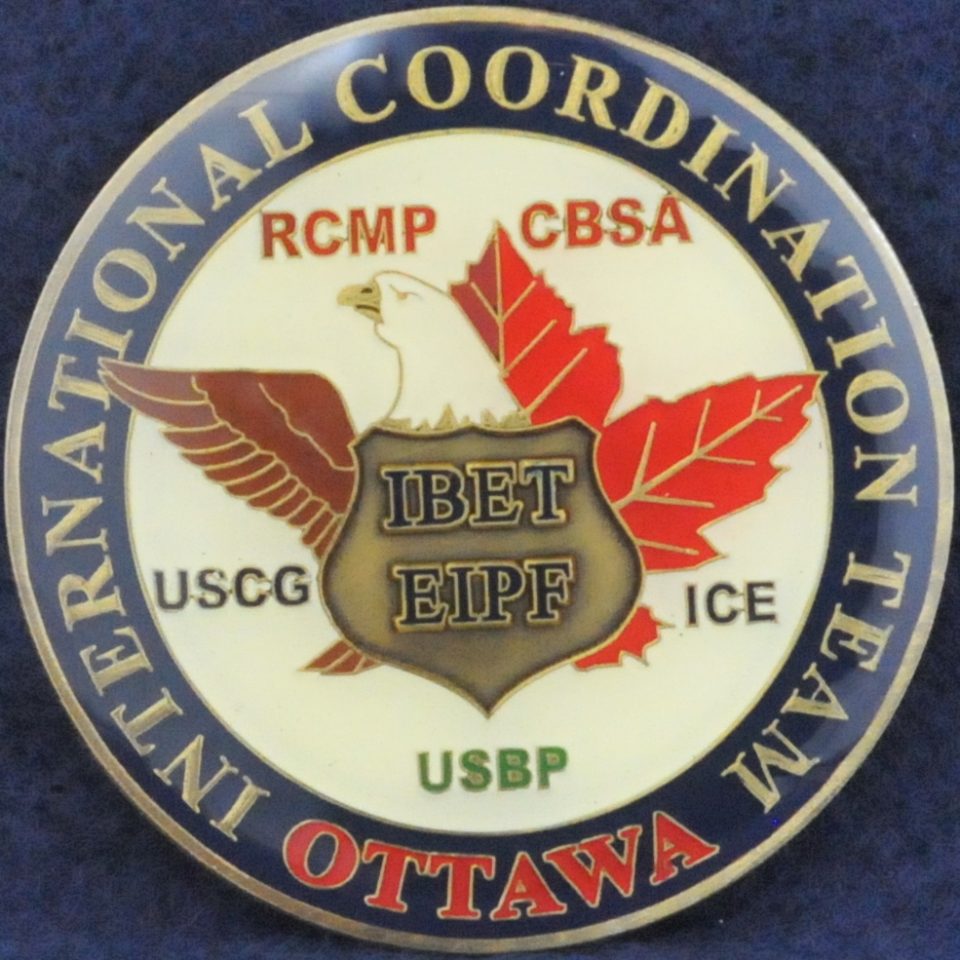 INTERNATIONAL COORDINATION TEAM
RCMP CBSA
IBET
EIPF
USCG ICE
USBP
OTTAWA